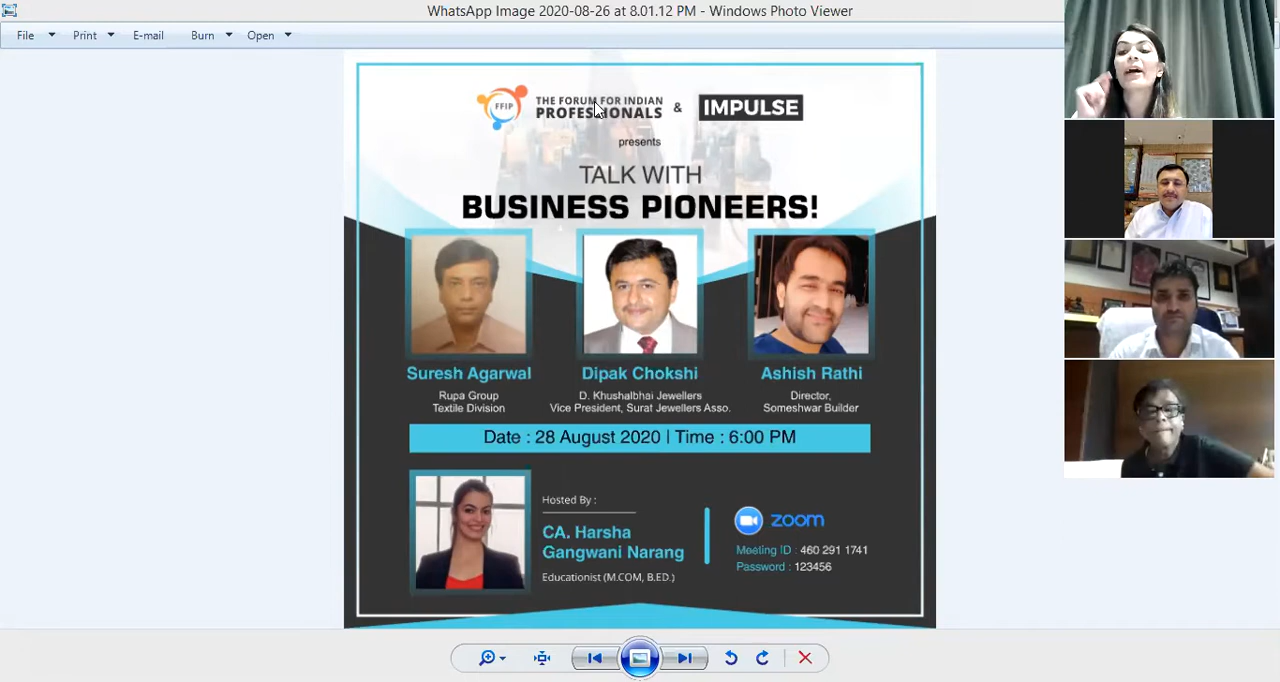 WhatsApp Image 2020-08-26 at 8.01.12 PM - Windows Photo Viewer
File Print E-mail Burn Open
FFIP
THE FORUM FOR INDIAN
PROFESSIONALS & IMPULSE
presents
TALK WITH
BUSINESS PIONEERS!
Suresh Agarwal
Rupa Group
Textile Division
Dipak Chokshi
D. Khushalbhai Jewellers
Vice President, Surat Jewellers Asso.
Ashish Rathi
Director,
Someshwar Builder
Date : 28 August 2020 | Time : 6:00 PM
Hosted By :
CA. Harsha
Gangwani Narang
Educationist (M.COM, B.ED.)
zoom
Meeting ID : 460 291 1741
Password : 123456